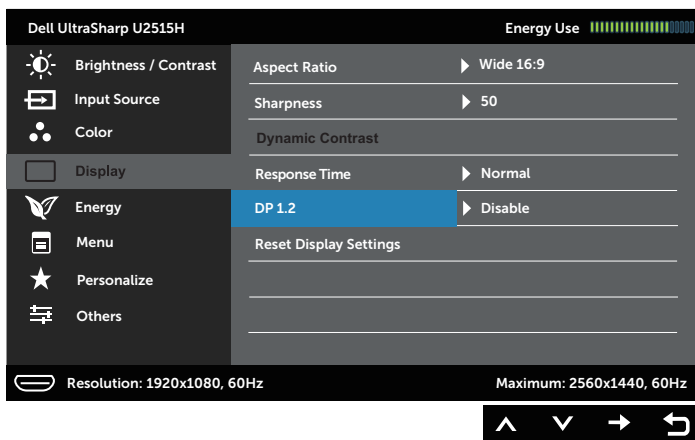 Dell UltraSharp U2515H Energy Use
Brightness / Contrast Aspect Ratio Wide 16:9
Input Source Sharpness 50
Color Dynamic Contrast
Display Response Time Normal
Energy DP 1.2 Disable
Menu Reset Display Settings
Personalize
Others
Resolution: 1920x1080, 60Hz Maximum: 2560x1440, 60Hz